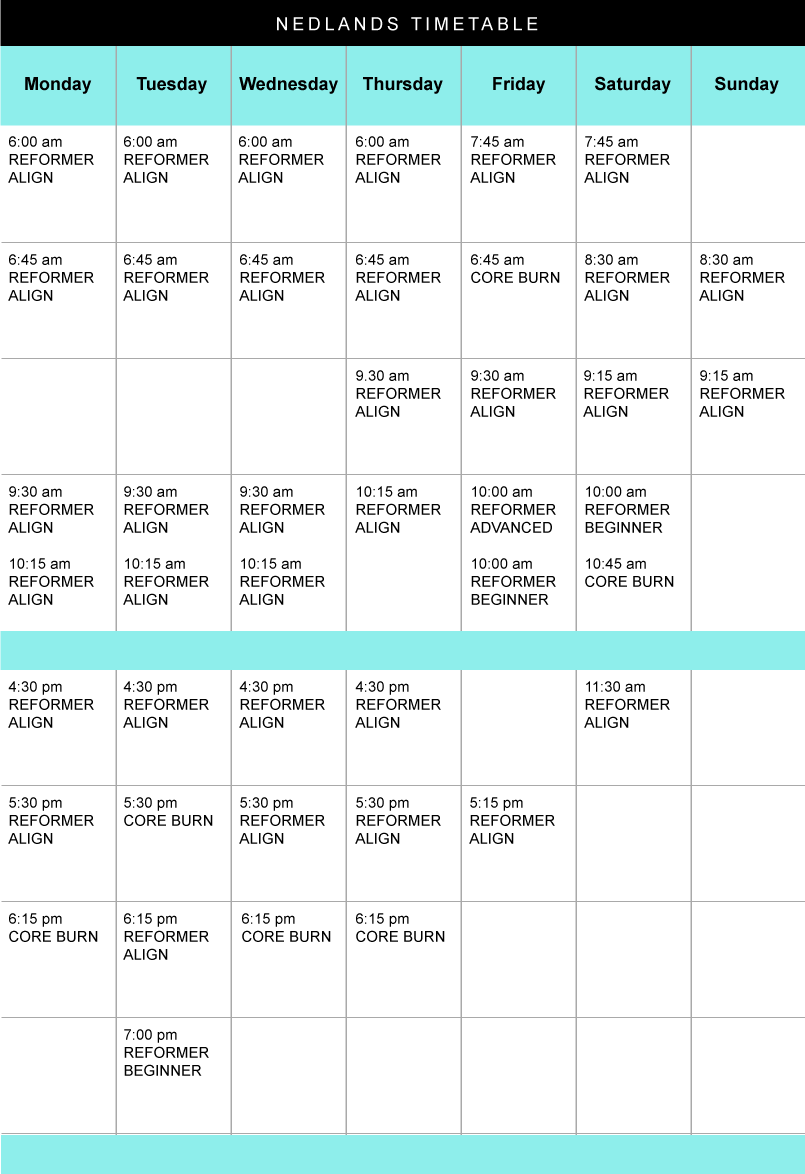 NEDLANDS TIMETABLE
Monday Tuesday Wednesday Thursday Friday Saturday Sunday
6:00 am 6:00 am 6:00 am 6:00 am 7:45 am 7:45 am
REFORMER REFORMER REFORMER REFORMER REFORMER REFORMER
ALIGN ALIGN ALIGN ALIGN ALIGN ALIGN
6:45 am 6:45 am 6:45 am 6:45 am 6:45 am 8:30 am 8:30 am
REFORMER REFORMER REFORMER REFORMER CORE BURN REFORMER REFORMER
ALIGN ALIGN ALIGN ALIGN ALIGN ALIGN
9.30 am 9:30 am 9:15 am 9:15 am
REFORMER REFORMER REFORMER REFORMER
ALIGN ALIGN ALIGN ALIGN
9:30 am 9:30 am 9:30 am 10:15 am 10:00 am 10:00 am
REFORMER REFORMER REFORMER REFORMER REFORMER REFORMER
ALIGN ALIGN ALIGN ALIGN ADVANCED BEGINNER
10:15 am 10:15 am 10:15 am 10:00 am 10:45 am
REFORMER REFORMER REFORMER REFORMER CORE BURN
ALIGN ALIGN ALIGN BEGINNER
4:30 pm 4:30 pm 4:30 pm 4:30 pm 11:30 am
REFORMER REFORMER REFORMER REFORMER REFORMER
ALIGN ALIGN ALIGN ALIGN ALIGN
5:30 pm 5:30 pm 5:30 pm 5:30 pm 5:15 pm
REFORMER CORE BURN REFORMER REFORMER REFORMER
ALIGN ALIGN ALIGN ALIGN
6:15 pm 6:15 pm 6:15 pm 6:15 pm
CORE BURN REFORMER CORE BURN CORE BURN
ALIGN
7:00 pm
REFORMER
BEGINNER